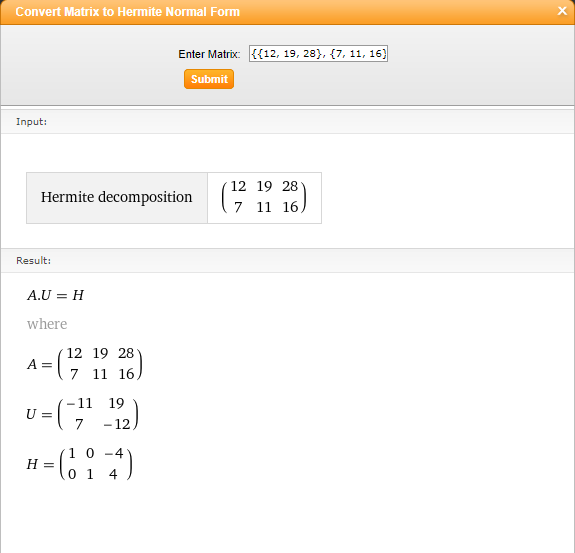 Convert Matrix to Hermite Normal Form ×
Enter Matrix: {{12, 19, 28}, {7, 11, 16}
Submit
Input:
Hermite decomposition
12 19 28
7 11 16
Result:
A.U = H
where
A = (12 19 28
7 11 16)
U = (-11 19
7 -12)
H = (1 0 -4
0 1 4)